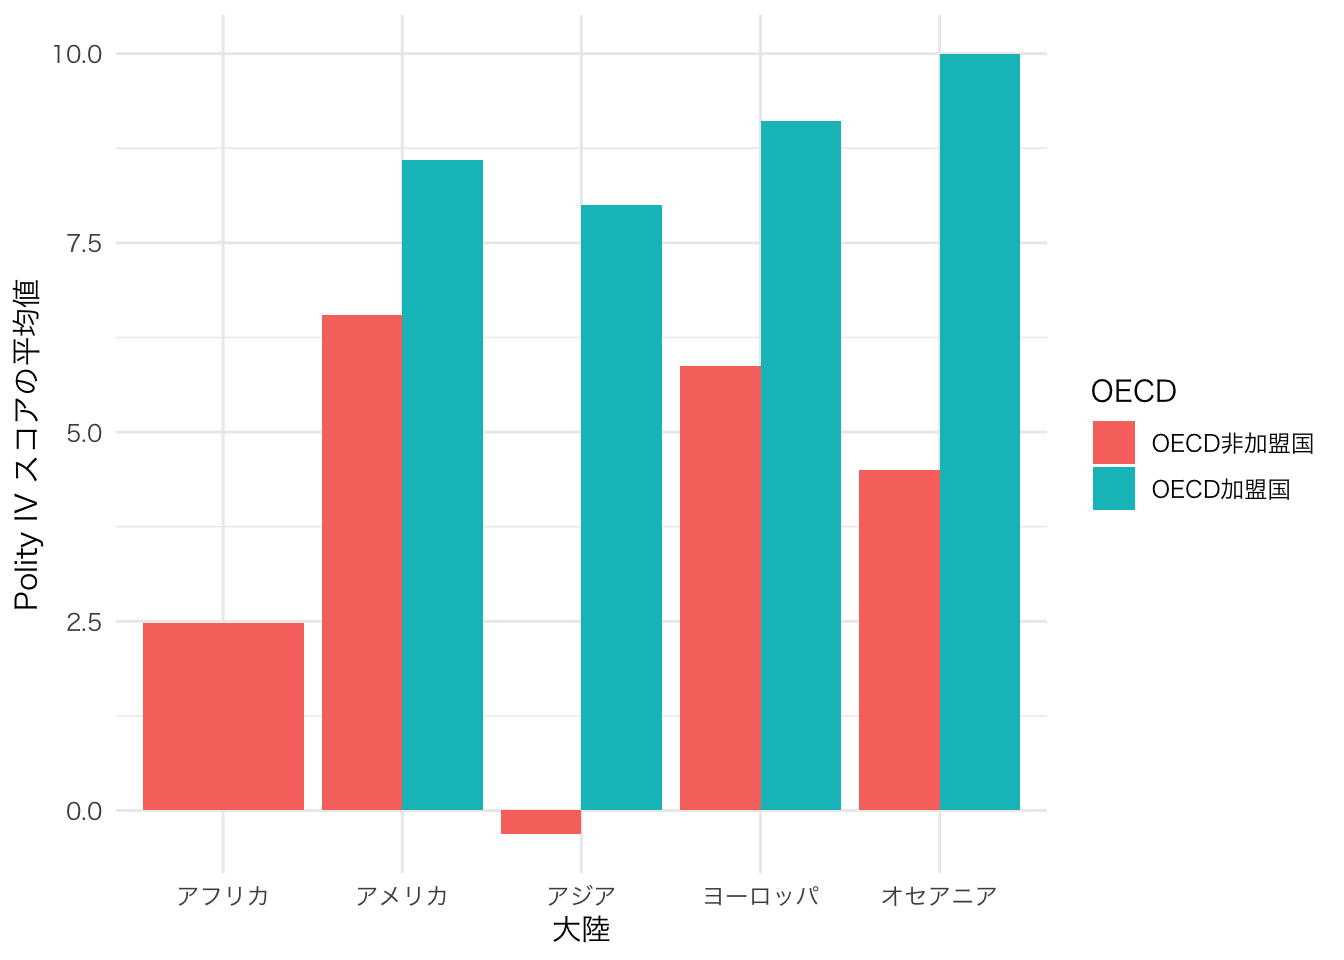 Polity IV スコアの平均値
10.0
7.5
5.0
2.5
0.0
アフリカ
アメリカ
アジア
ヨーロッパ
オセアニア
大陸
OECD
OECD非加盟国
OECD加盟国